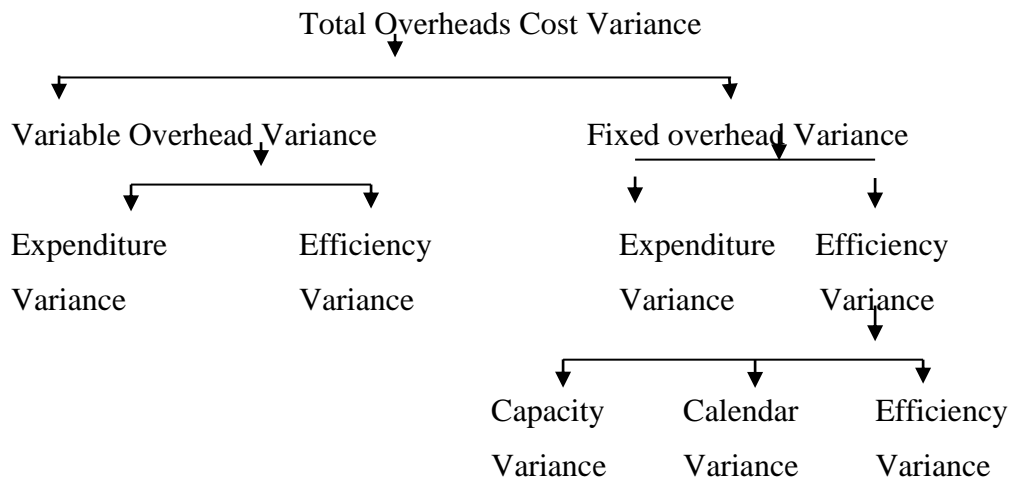 Total Overheads Cost Variance
Variable Overhead Variance Fixed overhead Variance
Expenditure Efficiency Expenditure Efficiency
Variance Variance Variance Variance
Capacity Calendar Efficiency
Variance Variance Variance